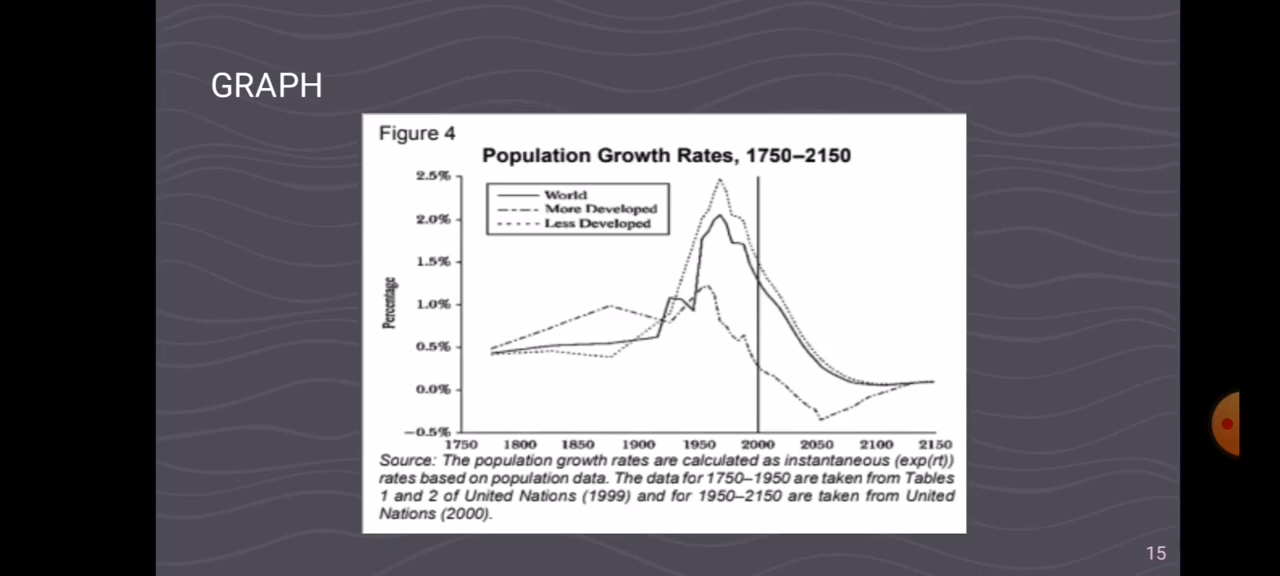 GRAPH
Figure 4
Population Growth Rates, 1750–2150
2.5%
2.0%
1.5%
1.0%
0.5%
0.0%
−0.5%
Percentage
World
More Developed
Less Developed
1750 1800 1850 1900 1950 2000 2050 2100 2150
Source: The population growth rates are calculated as instantaneous (exp(rt))
rates based on population data. The data for 1750–1950 are taken from Tables
1 and 2 of United Nations (1999) and for 1950–2150 are taken from United
Nations (2000).
15